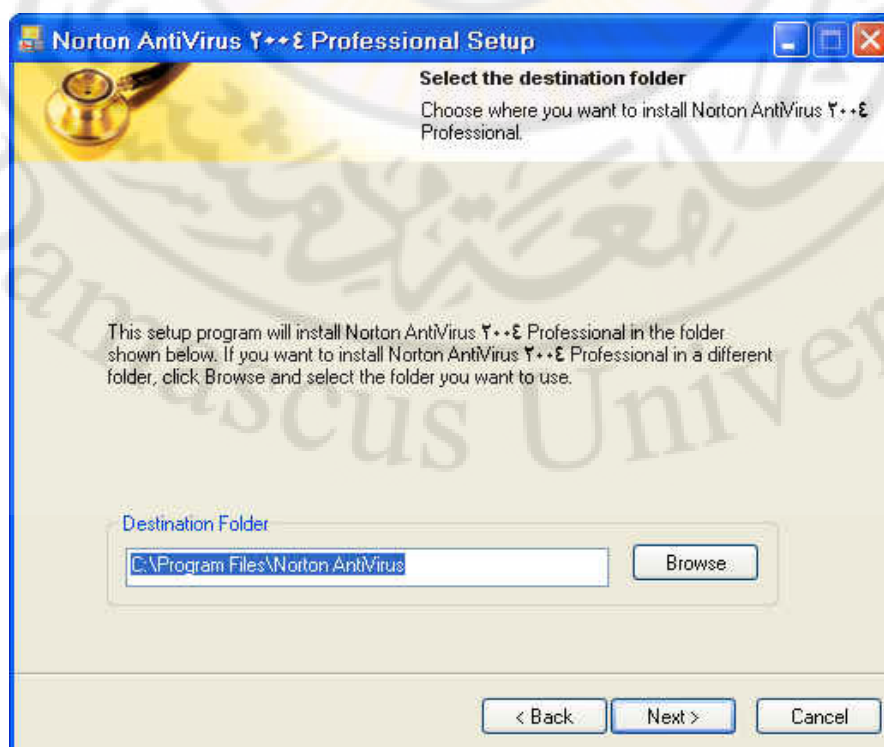 Norton AntiVirus ٢٠٠٤ Professional Setup
Select the destination folder
Choose where you want to install Norton AntiVirus ٢٠٠٤
Professional.
This setup program will install Norton AntiVirus ٢٠٠٤ Professional in the folder
shown below. If you want to install Norton AntiVirus ٢٠٠٤ Professional in a different
folder, click Browse and select the folder you want to use.
Destination Folder
C:\Program Files\Norton AntiVirus
Browse
< Back
Next >
Cancel